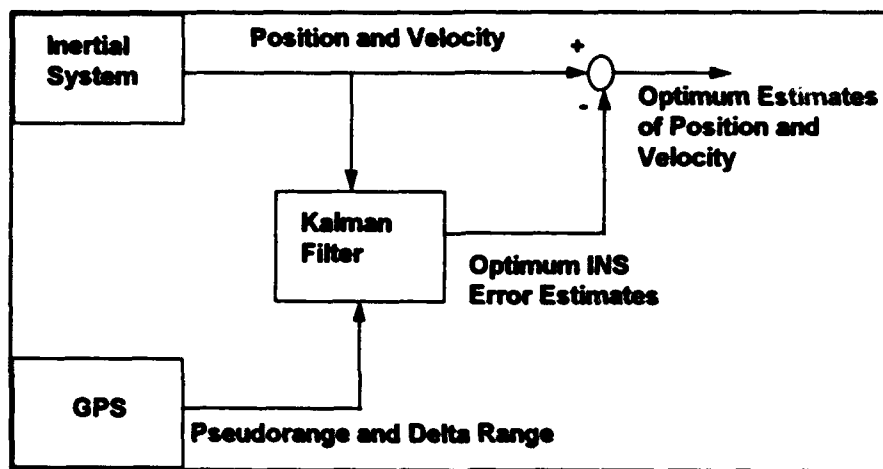 Inertial
System
Position and Velocity
+
-
Optimum Estimates
of Position and
Velocity
Kalman
Filter
Optimum INS
Error Estimates
GPS
Pseudorange and Delta Range